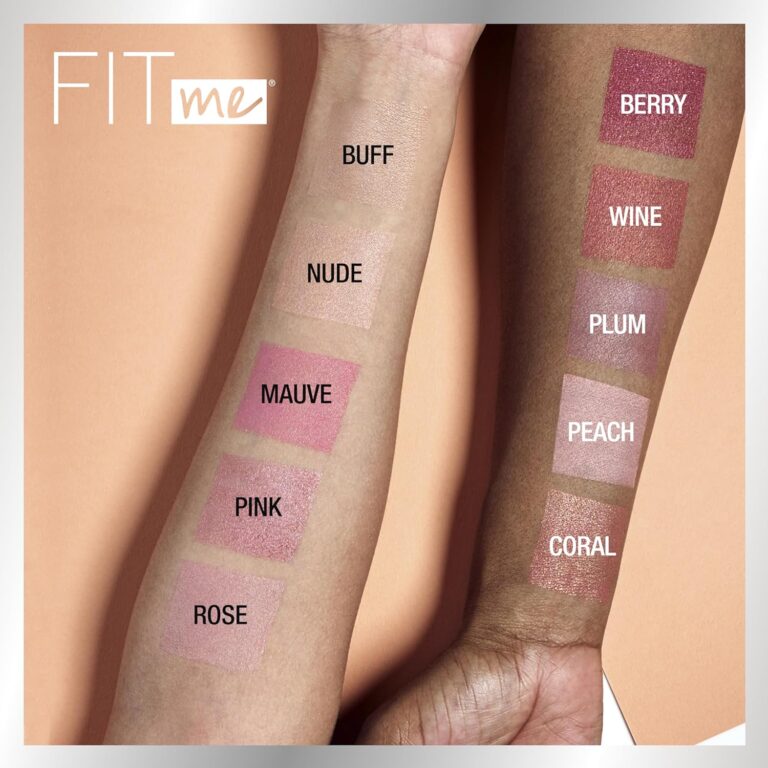 FIT me®
BUFF
NUDE
MAUVE
PINK
ROSE
BERRY
WINE
PLUM
PEACH
CORAL